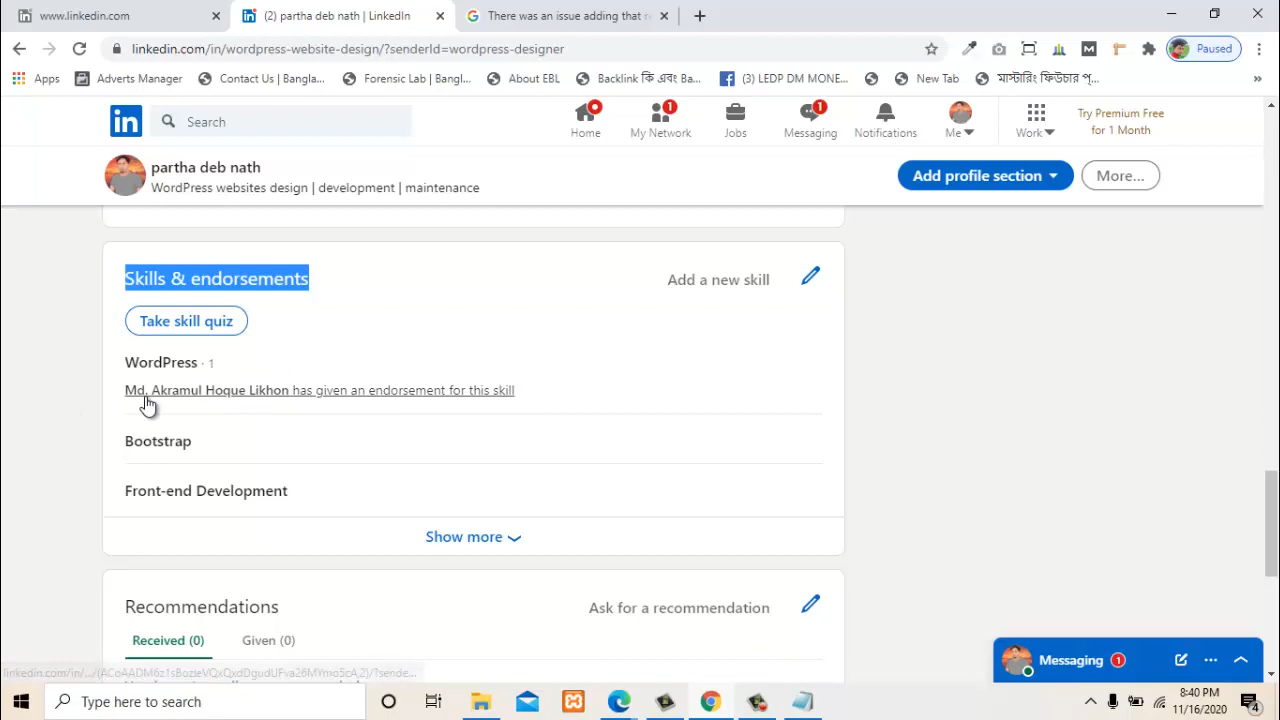 www.linkedin.com
(2) partha deb nath | LinkedIn
There was an issue adding that re
linkedin.com/in/wordpress-website-design/?senderId=wordpress-designer
Paused
Apps
Adverts Manager
Contact Us | Bangla...
Forensic Lab | Bangl...
About EBL
Backlink কি এবং Ba...
(3) LEDP DM MONE...
New Tab
মাস্টারিং ফিউচার প্...
»
in
Search
Home
1
My Network
Jobs
1
Messaging
Notifications
Me
Work
Try Premium Free
for 1 Month
partha deb nath
WordPress websites design | development | maintenance
Add profile section
More...
Skills & endorsements
Add a new skill
Take skill quiz
WordPress · 1
Md. Akramul Hoque Likhon has given an endorsement for this skill
Bootstrap
Front-end Development
Show more
Recommendations
Ask for a recommendation
Received (0)
Given (0)
Messaging
1
Type here to search
8:40 PM
11/16/2020
4